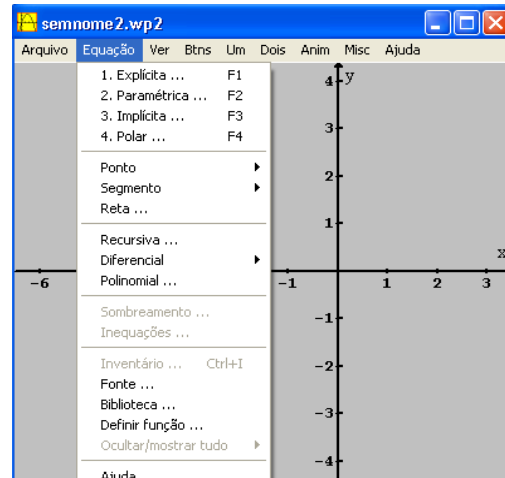 semnome2.wp2
Arquivo Equação Ver Btns Um Dois Anim Misc Ajuda
1. Explícita ... F1
2. Paramétrica ... F2
3. Implícita ... F3
4. Polar ... F4
Ponto
Segmento
Reta ...
Recursiva ...
Diferencial
Polinomial ...
Sombreamento ...
Inequações ...
Inventário ... Ctrl+I
Fonte ...
Biblioteca ...
Definir função ...
Ocultar/mostrar tudo
Ajuda
y
4
3
2
1
x
-6 -1 1 2 3
-1
-2
-3
-4